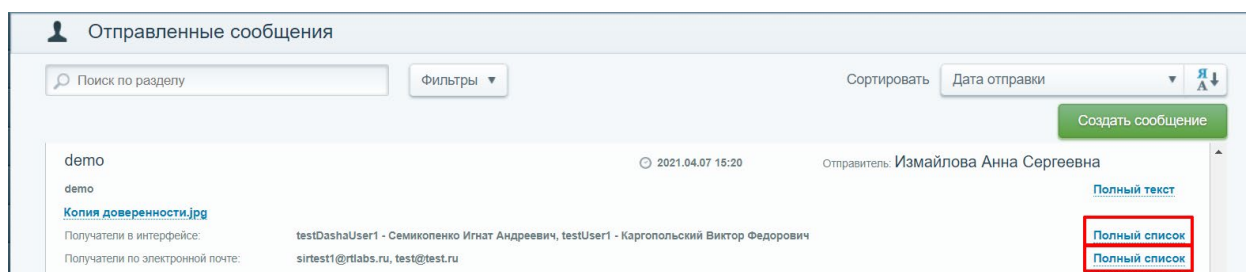 Отправленные сообщения
Поиск по разделу Фильтры ▼ Сортировать Дата отправки ▼ Я А↓
Создать сообщение
demo 2021.04.07 15:20 Отправитель: Измайлова Анна Сергеевна
demo Полный текст
Копия доверенности.jpg
Получатели в интерфейсе: testDashaUser1 - Семикопенко Игнат Андреевич, testUser1 - Каргопольский Виктор Федорович Полный список
Получатели по электронной почте: sirtest1@rtlabs.ru, test@test.ru Полный список